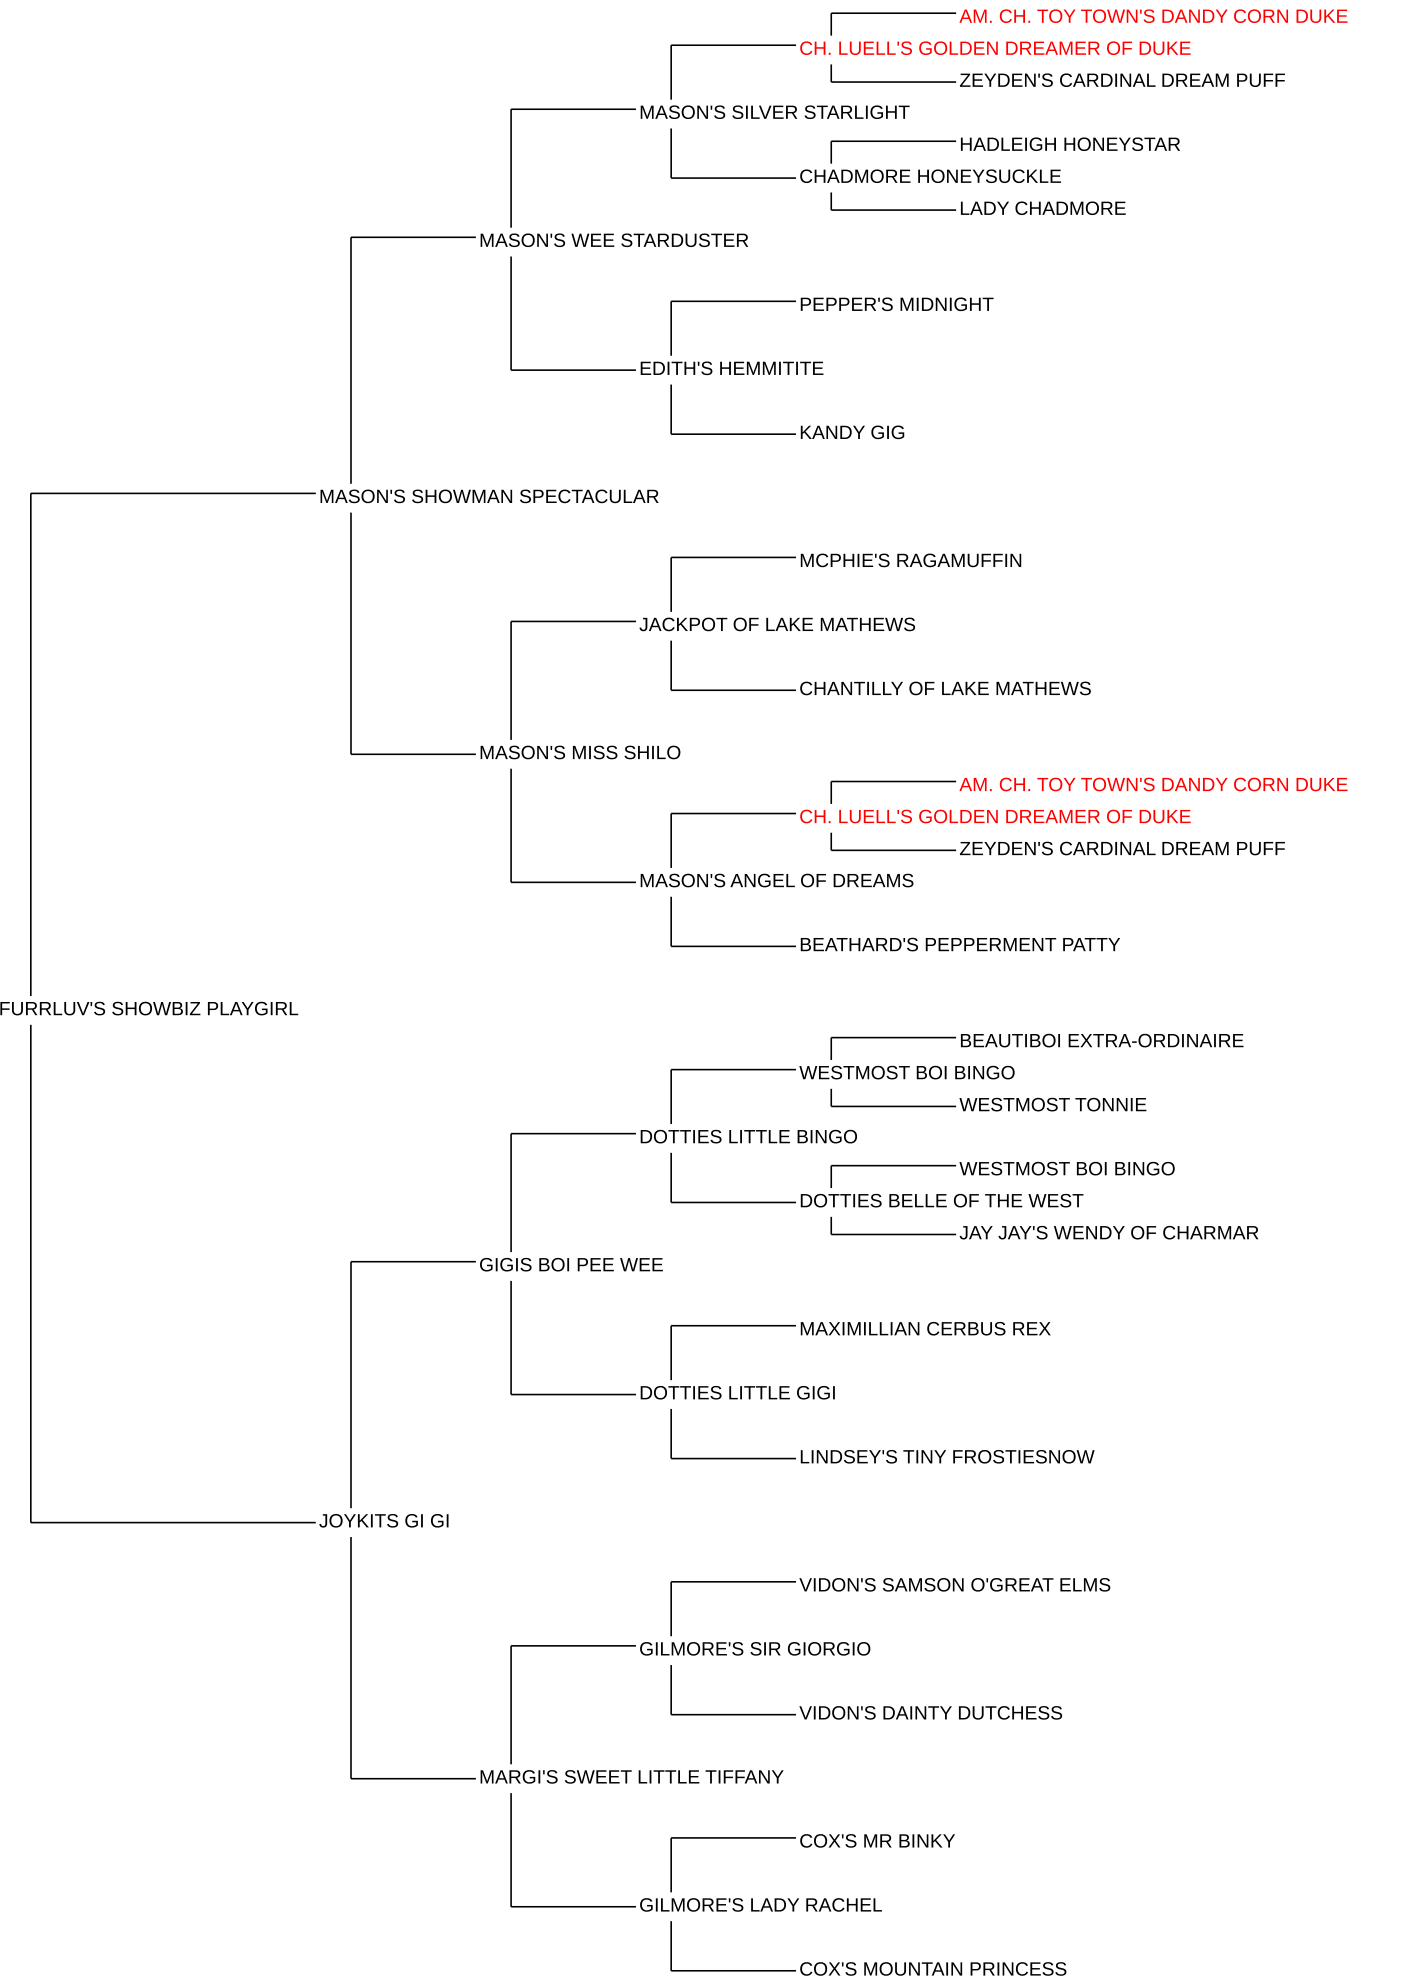 AM. CH. TOY TOWN'S DANDY CORN DUKE
CH. LUELL'S GOLDEN DREAMER OF DUKE
ZEYDEN'S CARDINAL DREAM PUFF
MASON'S SILVER STARLIGHT
HADLEIGH HONEYSTAR
CHADMORE HONEYSUCKLE
LADY CHADMORE
MASON'S WEE STARDUSTER
PEPPER'S MIDNIGHT
EDITH'S HEMMITITE
KANDY GIG
MASON'S SHOWMAN SPECTACULAR
MCPHIE'S RAGAMUFFIN
JACKPOT OF LAKE MATHEWS
CHANTILLY OF LAKE MATHEWS
MASON'S MISS SHILO
AM. CH. TOY TOWN'S DANDY CORN DUKE
CH. LUELL'S GOLDEN DREAMER OF DUKE
ZEYDEN'S CARDINAL DREAM PUFF
MASON'S ANGEL OF DREAMS
BEATHARD'S PEPPERMENT PATTY
FURRLUV'S SHOWBIZ PLAYGIRL
BEAUTIBOI EXTRA-ORDINAIRE
WESTMOST BOI BINGO
WESTMOST TONNIE
DOTTIES LITTLE BINGO
WESTMOST BOI BINGO
DOTTIES BELLE OF THE WEST
JAY JAY'S WENDY OF CHARMAR
GIGIS BOI PEE WEE
MAXIMILLIAN CERBUS REX
DOTTIES LITTLE GIGI
LINDSEY'S TINY FROSTIESNOW
JOYKITS GI GI
VIDON'S SAMSON O'GREAT ELMS
GILMORE'S SIR GIORGIO
VIDON'S DAINTY DUTCHESS
MARGI'S SWEET LITTLE TIFFANY
COX'S MR BINKY
GILMORE'S LADY RACHEL
COX'S MOUNTAIN PRINCESS